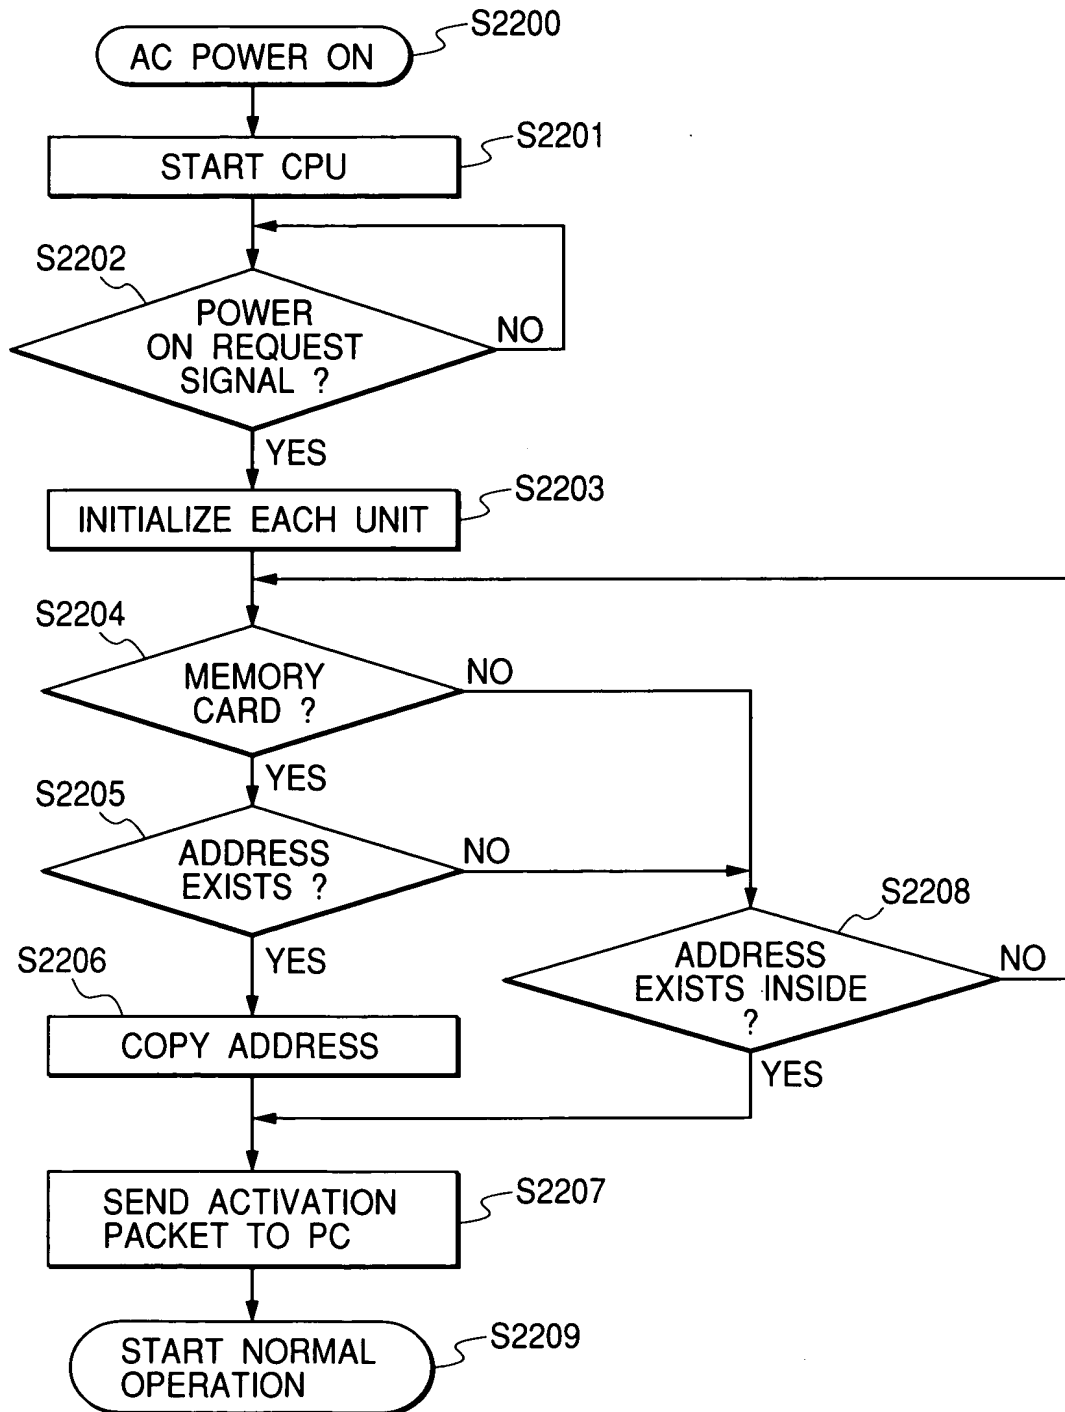 S2200
AC POWER ON
S2201
START CPU
S2202
POWER
ON REQUEST
SIGNAL ?
NO
YES
S2203
INITIALIZE EACH UNIT
S2204
MEMORY
CARD ?
NO
YES
S2205
ADDRESS
EXISTS ?
NO
YES
S2208
ADDRESS
EXISTS INSIDE
?
NO
YES
S2206
COPY ADDRESS
S2207
SEND ACTIVATION
PACKET TO PC
S2209
START NORMAL
OPERATION